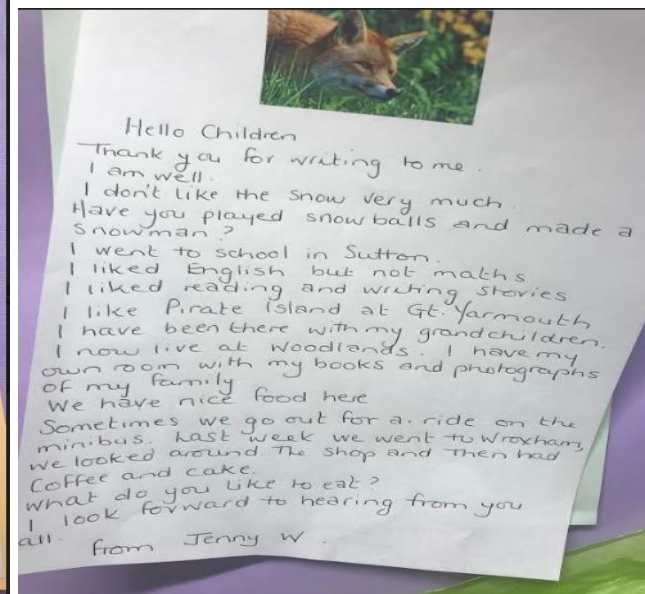 Hello Children
Thank you for writing to me.
I am well.
I don't like the snow very much.
Have you played snowballs and made a
snowman?
I went to school in Sutton.
I liked English but not maths
I liked reading and writing stories
I like Pirate Island at Gt. Yarmouth
I have been there with my grandchildren.
I now live at Woodlands. I have my
own room with my books and photographs
of my family
We have nice food here
Sometimes we go out for a ride on the
minibus. Last week we went to Wroxham,
we looked around the shop and then had
Coffee and cake.
What do you like to eat?
I look forward to hearing from you
all.
from Jenny W.